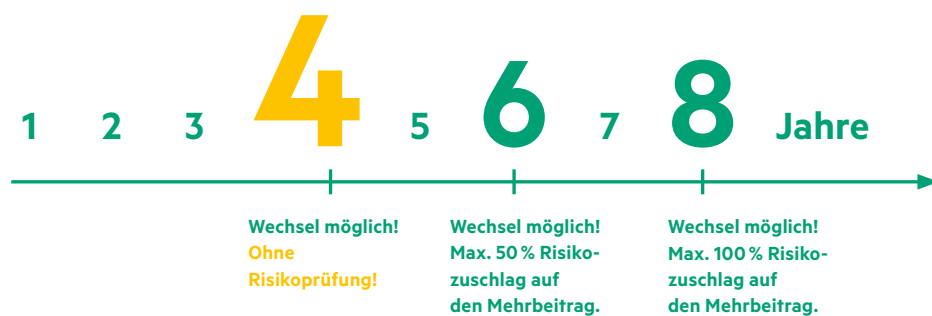 1 2 3 4 5 6 7 8 Jahre
Wechsel möglich!
Ohne
Risikoprüfung!
Wechsel möglich!
Max. 50 % Risiko-
zuschlag auf
den Mehrbeitrag.
Wechsel möglich!
Max. 100 % Risiko-
zuschlag auf
den Mehrbeitrag.